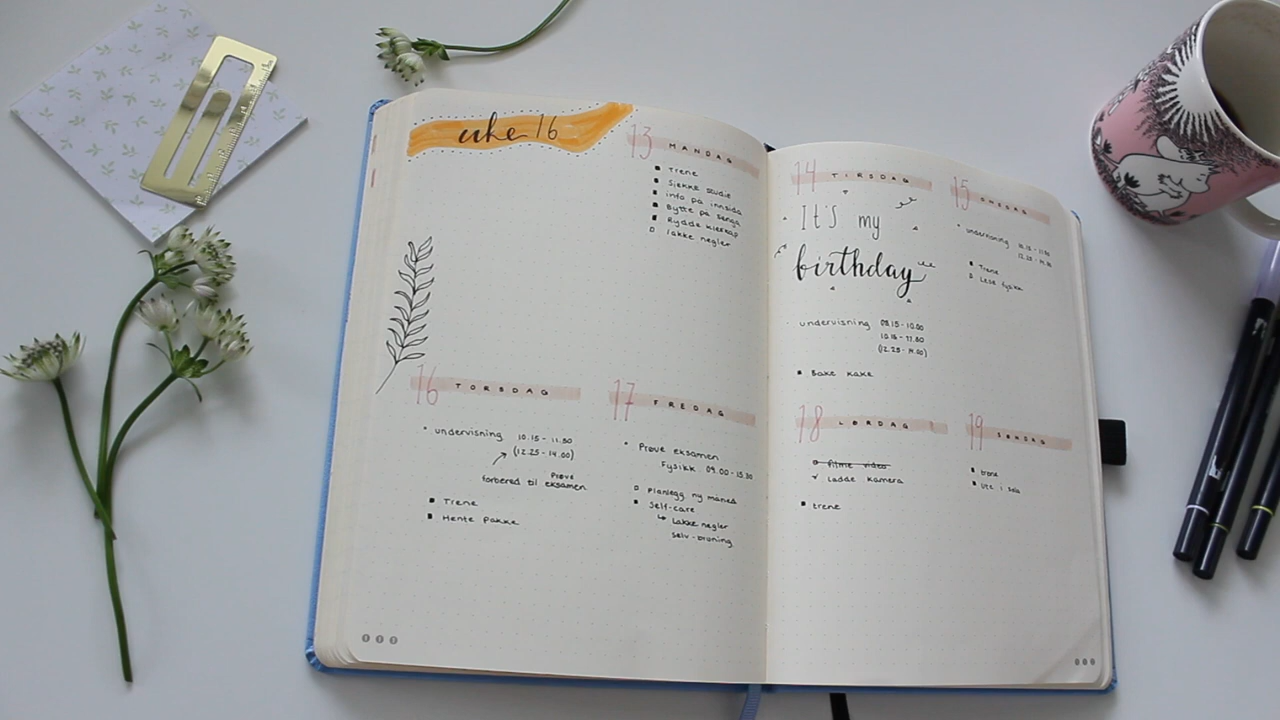 uke 16
13 MANDAG
Trene
Sjekke studie
info på innsida
Bytte på senga
Rydde kleskap
lakke negler
14 TIRSDAG
It's my
birthday
undervisning 08.15 - 10.00
10.15 - 11.30
(12.25 - 14.00)
Bake kake
15 ONSDAG
undervisning 10.15 - 11.30
12.25 - 14.30
Trene
Lese fysikk
16 TORSDAG
undervisning 10.15 - 11.30
(12.25 - 14.00)
forbered til Prøve
eksamen
Trene
Hente pakke
17 FREDAG
Prøve eksamen
Fysikk 09.00 - 15.30
Planlegg ny måned
Self-care
Lakke negler
selv-bruning
18 LØRDAG
filme video
Ladde kamera
trene
19 SØNDAG
trene
Ute i sola